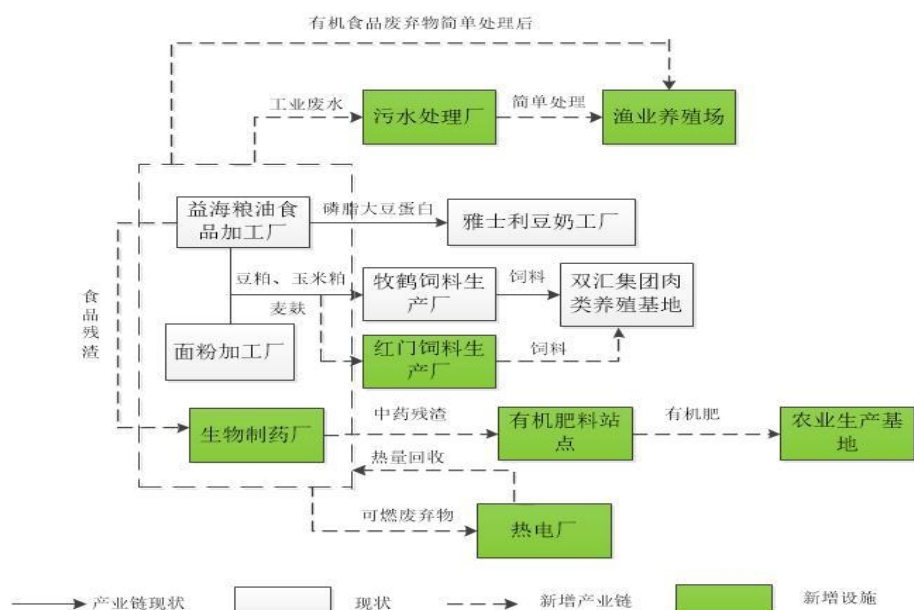 有机食品废弃物简单处理后
工业废水
污水处理厂
简单处理
渔业养殖场
益海粮油食
品加工厂
磷脂大豆蛋白
雅士利豆奶工厂
豆粕、玉米粕
麦麸
牧鹤饲料生
产厂
饲料
双汇集团肉
类养殖基地
食品残渣
面粉加工厂
红门饲料生
产厂
饲料
生物制药厂
中药残渣
有机肥料站
点
有机肥
农业生产基
地
热量回收
可燃废弃物
热电厂
产业链现状
现状
新增产业链
新增设施